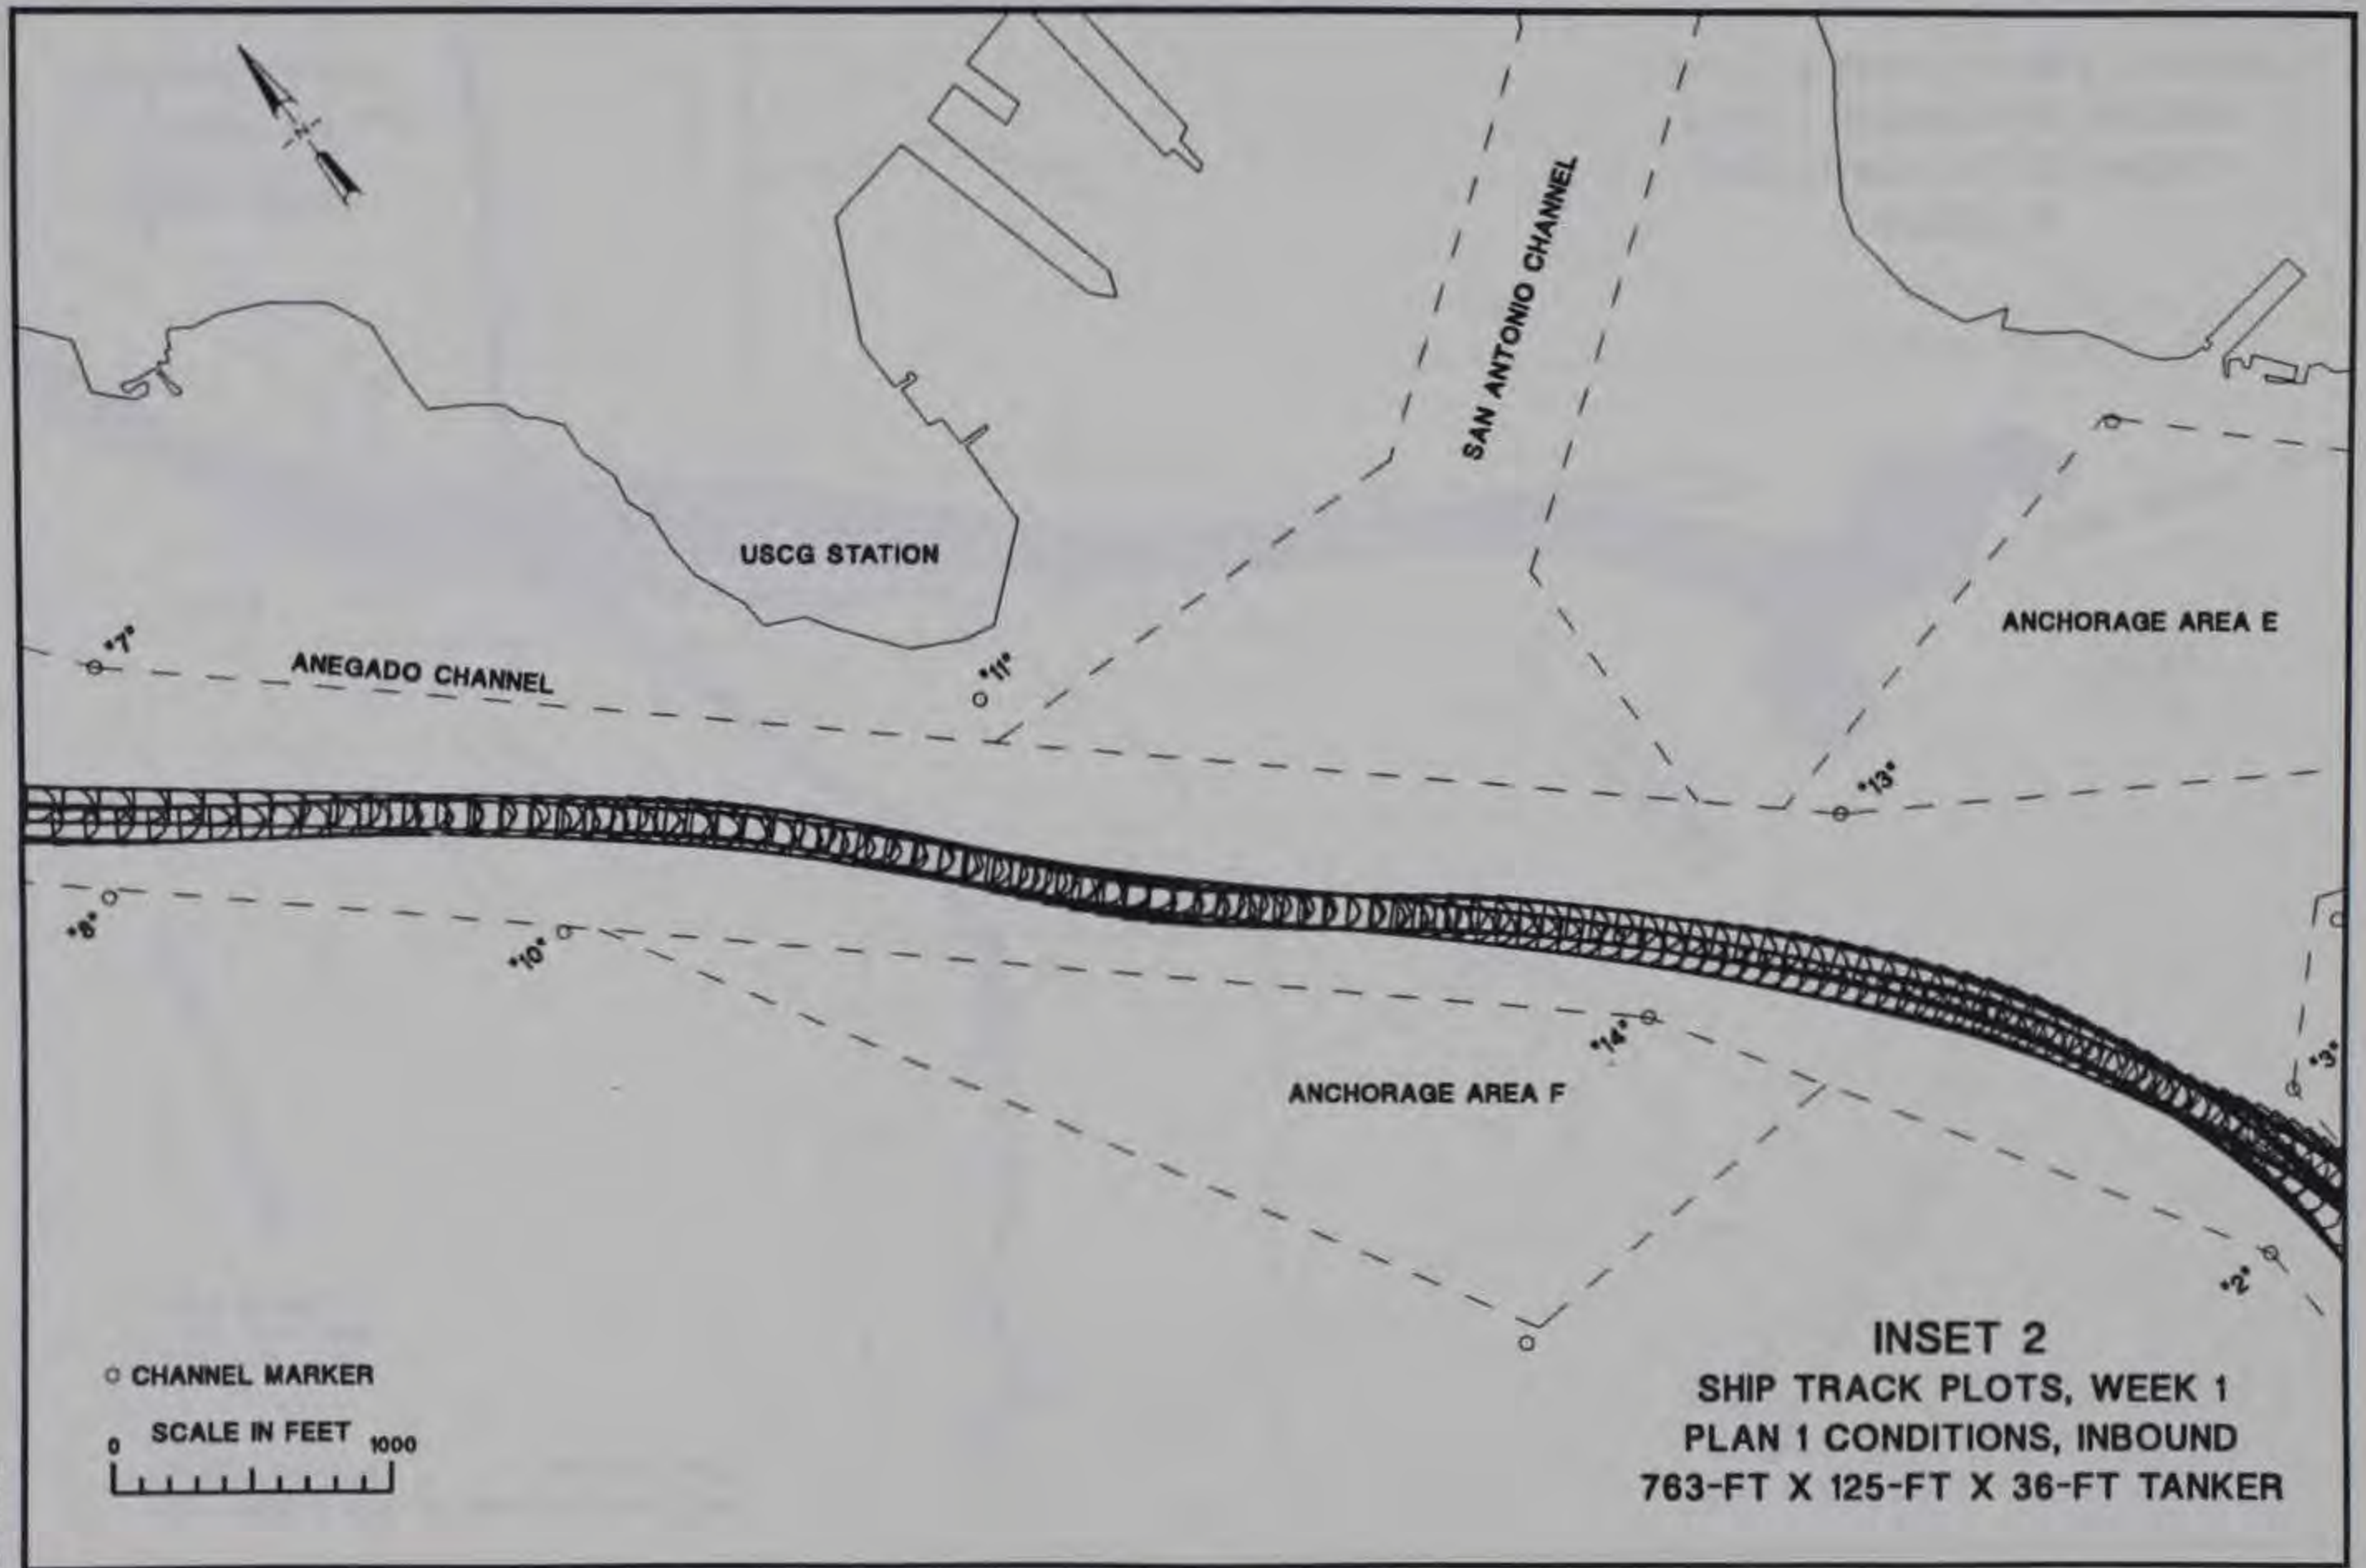 N
SAN ANTONIO CHANNEL
USCG STATION
ANCHORAGE AREA E
"7"
ANEGADO CHANNEL
"11"
"13"
"8"
"10"
"14"
"3"
ANCHORAGE AREA F
"2"
INSET 2
SHIP TRACK PLOTS, WEEK 1
PLAN 1 CONDITIONS, INBOUND
763-FT X 125-FT X 36-FT TANKER
CHANNEL MARKER
SCALE IN FEET
0 1000